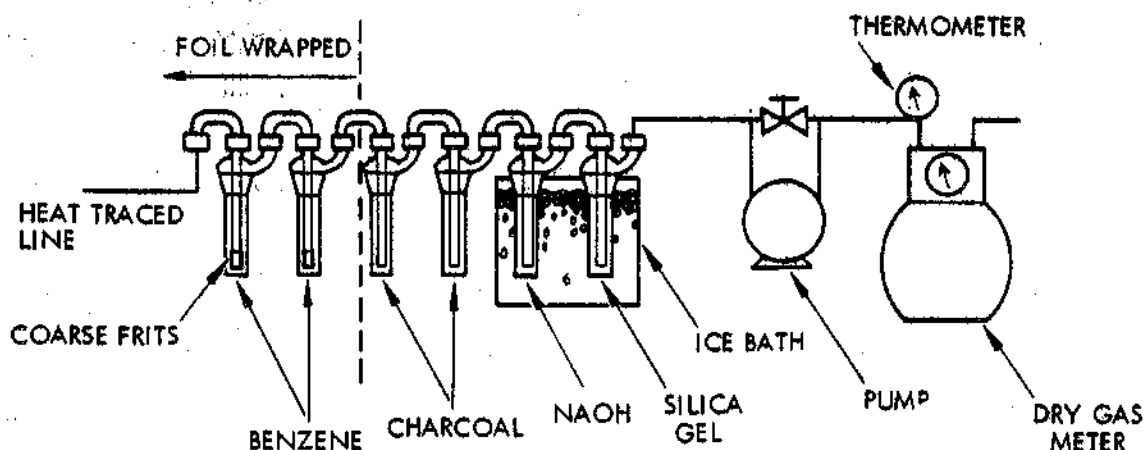 FOIL WRAPPED
THERMOMETER
HEAT TRACED
LINE
COARSE FRITS
BENZENE
CHARCOAL
NAOH
SILICA
GEL
ICE BATH
PUMP
DRY GAS
METER